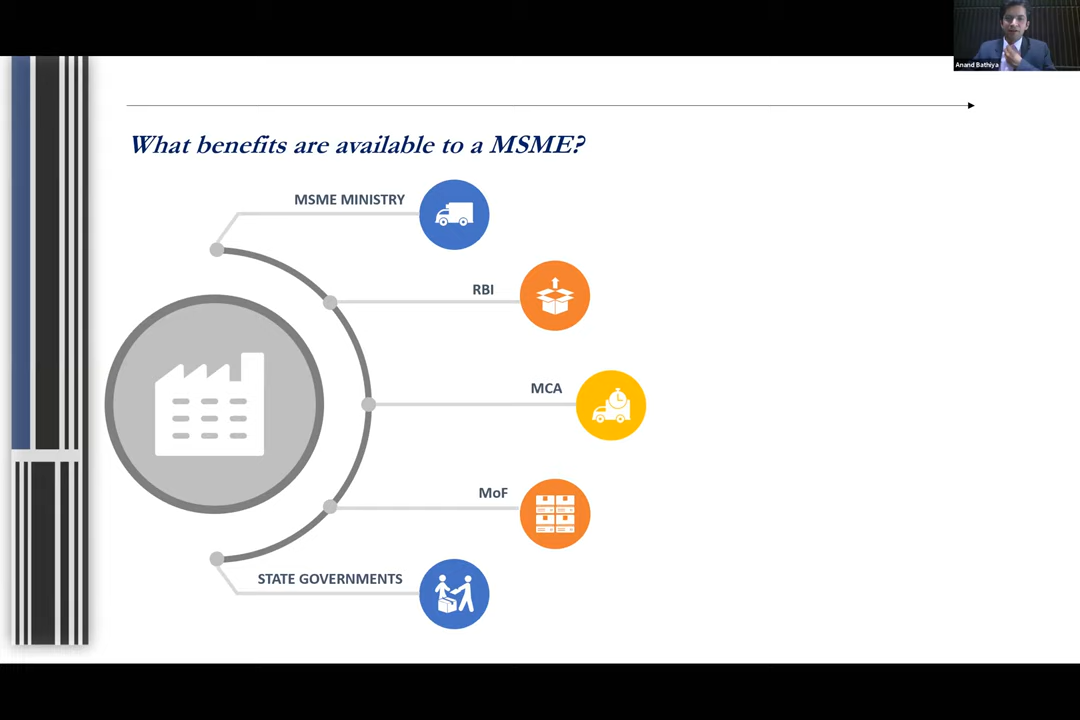 Anand Bathiya
What benefits are available to a MSME?
MSME MINISTRY
RBI
MCA
MoF
STATE GOVERNMENTS